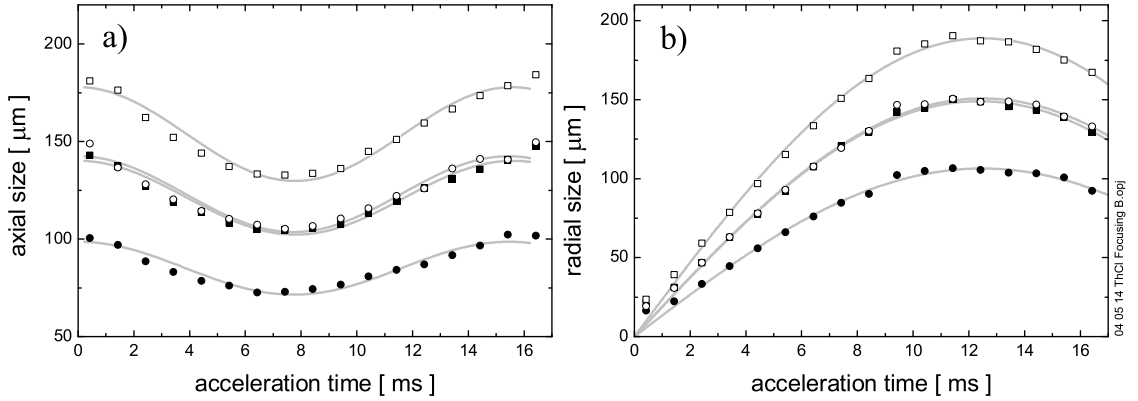 a)
200
150
100
50
axial size [ μm ]
0 2 4 6 8 10 12 14 16
acceleration time [ ms ]
b)
200
150
100
50
0
radial size [ μm ]
0 2 4 6 8 10 12 14 16
acceleration time [ ms ]
04 05 14 ThCl Focusing B.opj